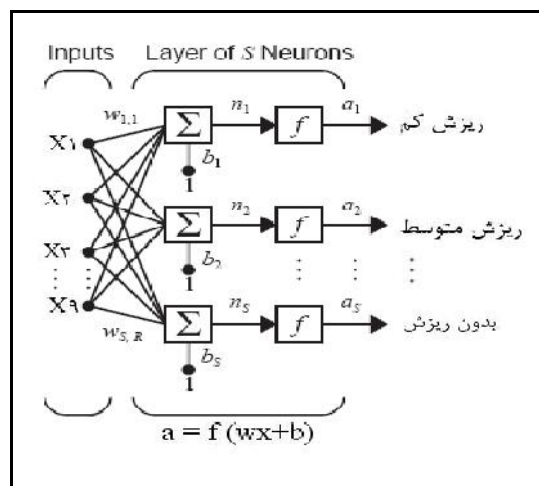 Inputs Layer of S Neurons
w1,1 n1 a1
X۱ Σ f ریزش کم
b1
1
X۲ n2 a2
Σ f ریزش متوسط
X۳ b2
⋮ ⋮ 1 ⋮ ⋮ ⋮
X۹ nS aS
Σ f بدون ریزش
wS, R bS
1
a = f (wx+b)